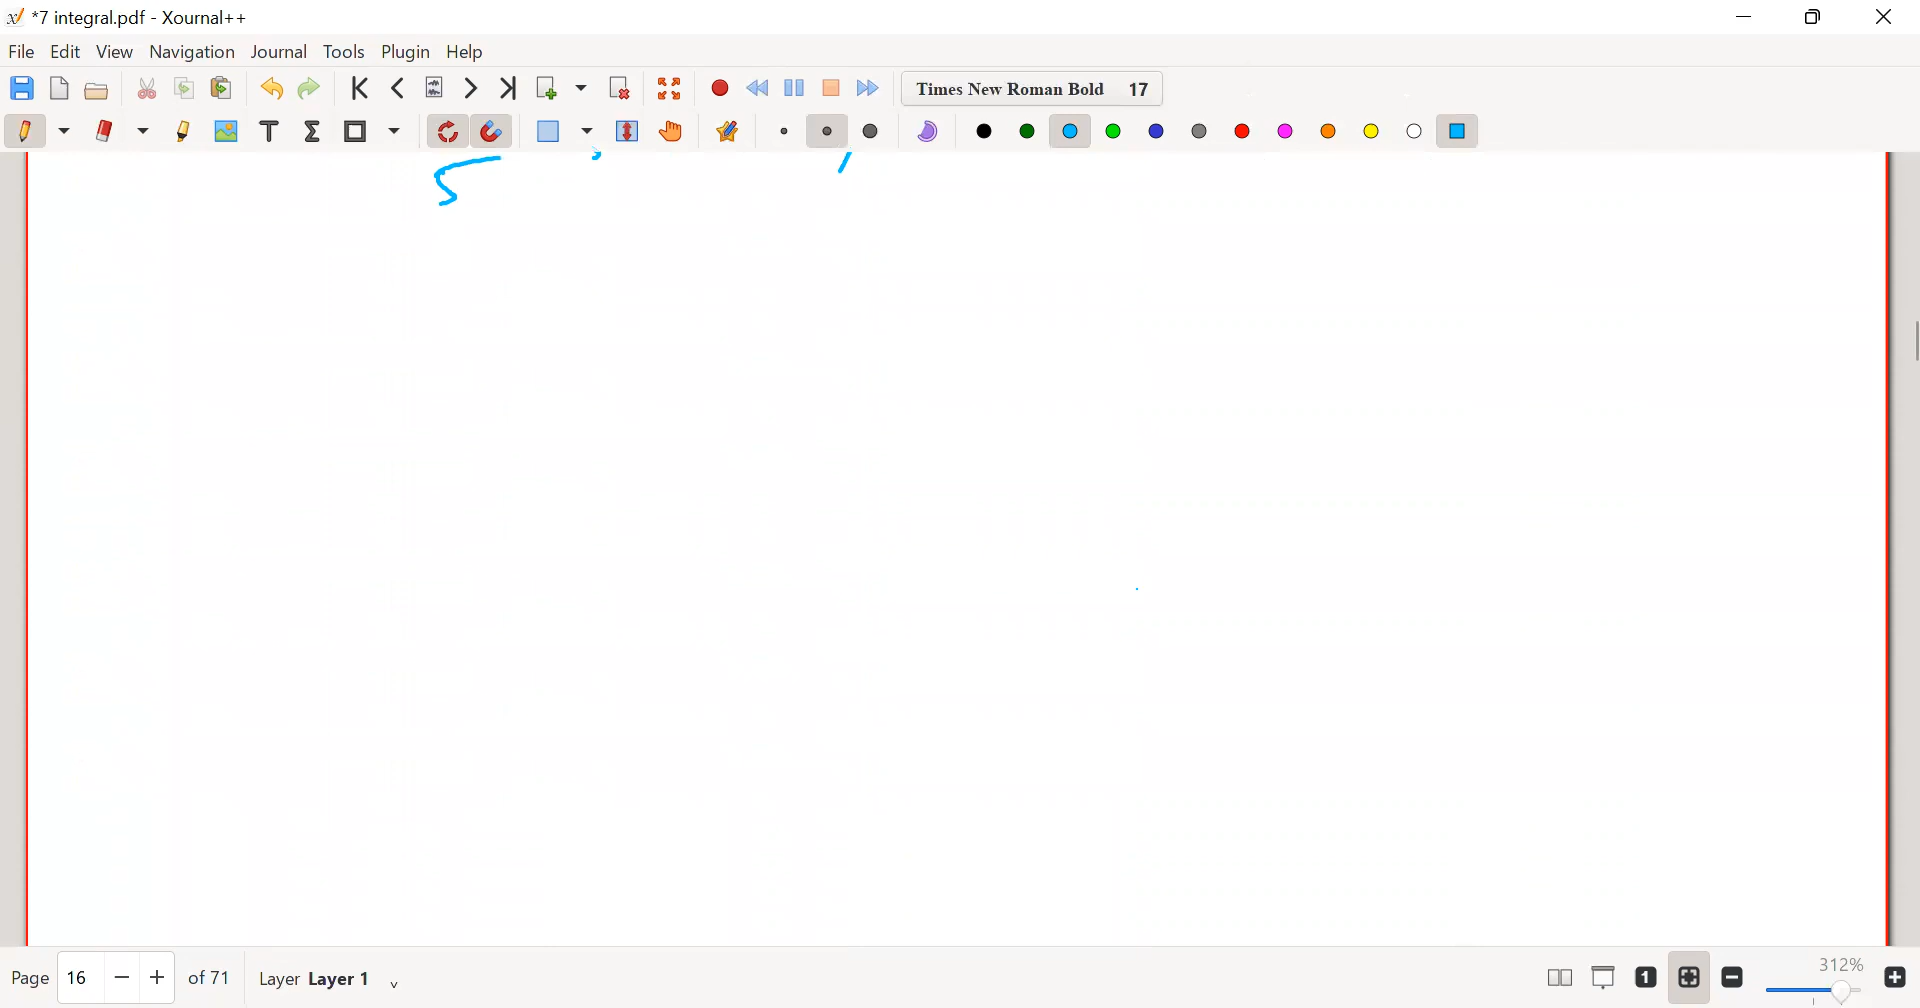 *7 integral.pdf - Xournal++
File Edit View Navigation Journal Tools Plugin Help
Times New Roman Bold 17
Page 16 of 71 Layer Layer 1 312%